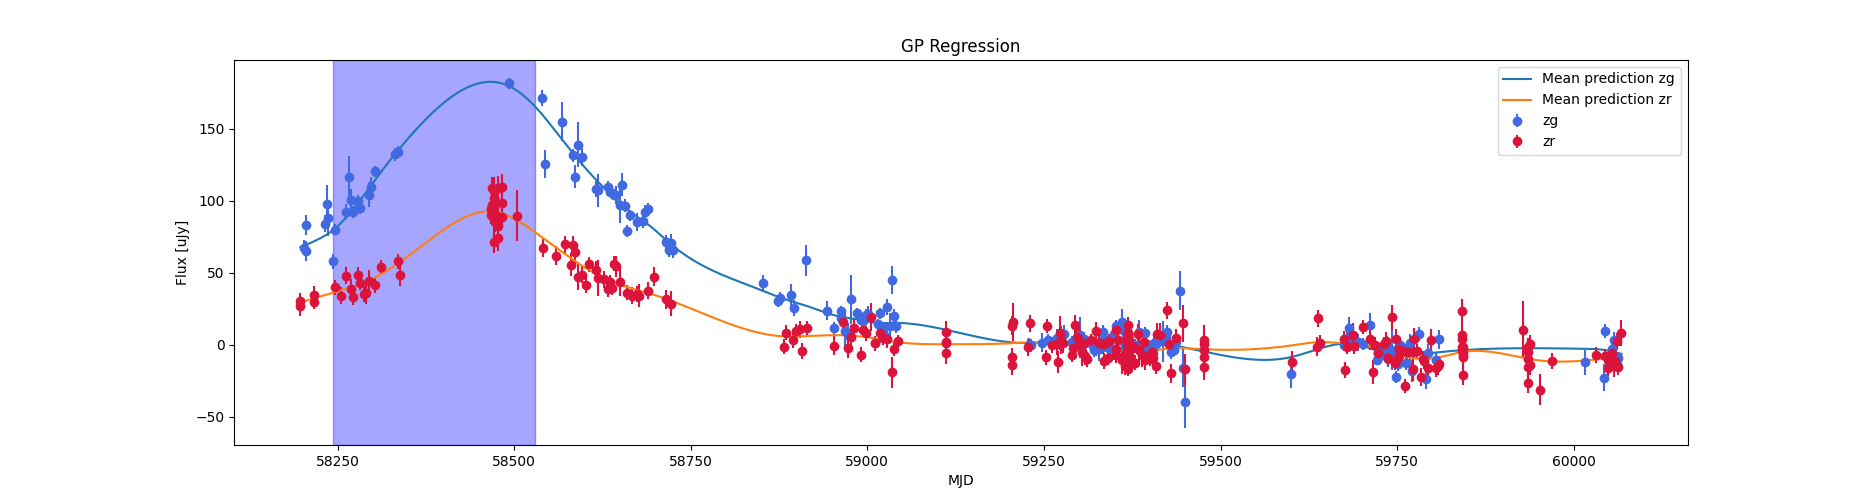 GP Regression
Mean prediction zg
Mean prediction zr
zg
zr
Flux [uJy]
150
100
50
0
−50
58250
58500
58750
59000
59250
59500
59750
60000
MJD